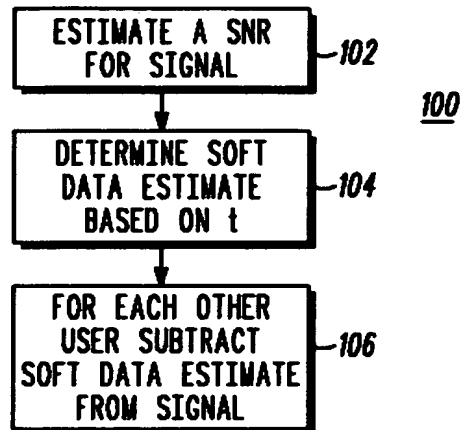 ESTIMATE A SNR
FOR SIGNAL
102
100
DETERMINE SOFT
DATA ESTIMATE
BASED ON t
104
FOR EACH OTHER
USER SUBTRACT
SOFT DATA ESTIMATE
FROM SIGNAL
106